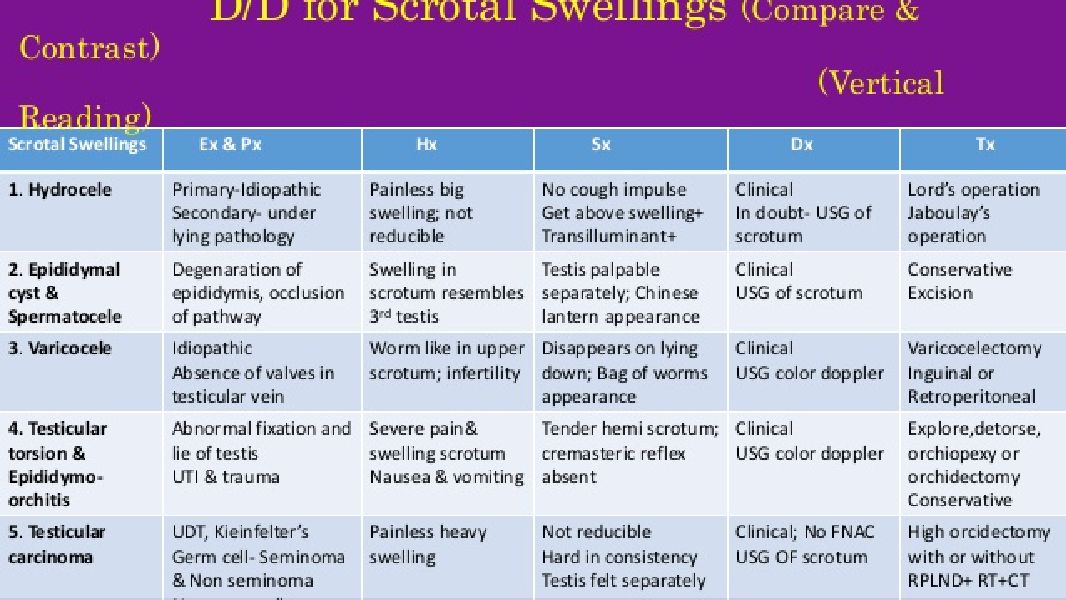 D/D for Scrotal Swellings (Compare &
Contrast)
(Vertical
Reading)
Scrotal Swellings Ex & Px Hx Sx Dx Tx
1. Hydrocele
Primary-Idiopathic
Secondary- under
lying pathology
Painless big
swelling; not
reducible
No cough impulse
Get above swelling+
Transilluminant+
Clinical
In doubt- USG of
scrotum
Lord's operation
Jaboulay's
operation
2. Epididymal
cyst &
Spermatocele
Degenaration of
epididymis, occlusion
of pathway
Swelling in
scrotum resembles
3rd testis
Testis palpable
separately; Chinese
lantern appearance
Clinical
USG of scrotum
Conservative
Excision
3. Varicocele
Idiopathic
Absence of valves in
testicular vein
Worm like in upper
scrotum; infertility
Disappears on lying
down; Bag of worms
appearance
Clinical
USG color doppler
Varicocelectomy
Inguinal or
Retroperitoneal
4. Testicular
torsion &
Epididymo-
orchitis
Abnormal fixation and
lie of testis
UTI & trauma
Severe pain&
swelling scrotum
Nausea & vomiting
Tender hemi scrotum;
cremasteric reflex
absent
Clinical
USG color doppler
Explore,detorse,
orchiopexy or
orchidectomy
Conservative
5. Testicular
carcinoma
UDT, Kieinfelter's
Germ cell- Seminoma
& Non seminoma
Painless heavy
swelling
Not reducible
Hard in consistency
Testis felt separately
Clinical; No FNAC
USG OF scrotum
High orcidectomy
with or without
RPLND+ RT+CT